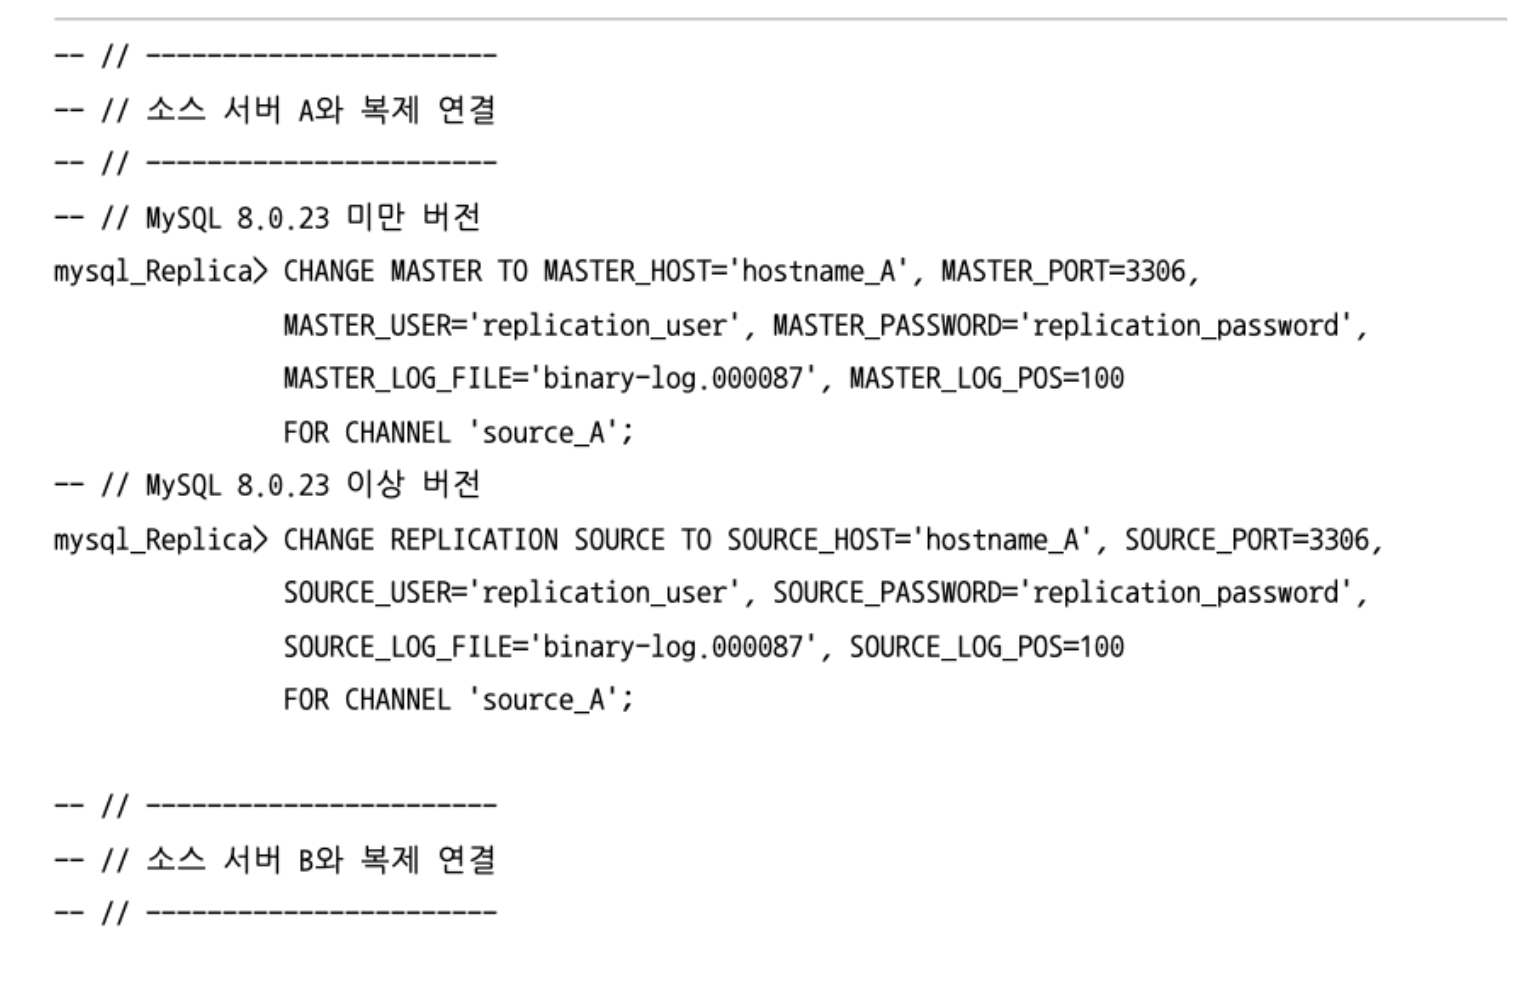 -- // -----------------------
-- // 소스 서버 A와 복제 연결
-- // -----------------------
-- // MySQL 8.0.23 미만 버전
mysql_Replica> CHANGE MASTER TO MASTER_HOST='hostname_A', MASTER_PORT=3306,
MASTER_USER='replication_user', MASTER_PASSWORD='replication_password',
MASTER_LOG_FILE='binary-log.000087', MASTER_LOG_POS=100
FOR CHANNEL 'source_A';
-- // MySQL 8.0.23 이상 버전
mysql_Replica> CHANGE REPLICATION SOURCE TO SOURCE_HOST='hostname_A', SOURCE_PORT=3306,
SOURCE_USER='replication_user', SOURCE_PASSWORD='replication_password',
SOURCE_LOG_FILE='binary-log.000087', SOURCE_LOG_POS=100
FOR CHANNEL 'source_A';
-- // -----------------------
-- // 소스 서버 B와 복제 연결
-- // -----------------------